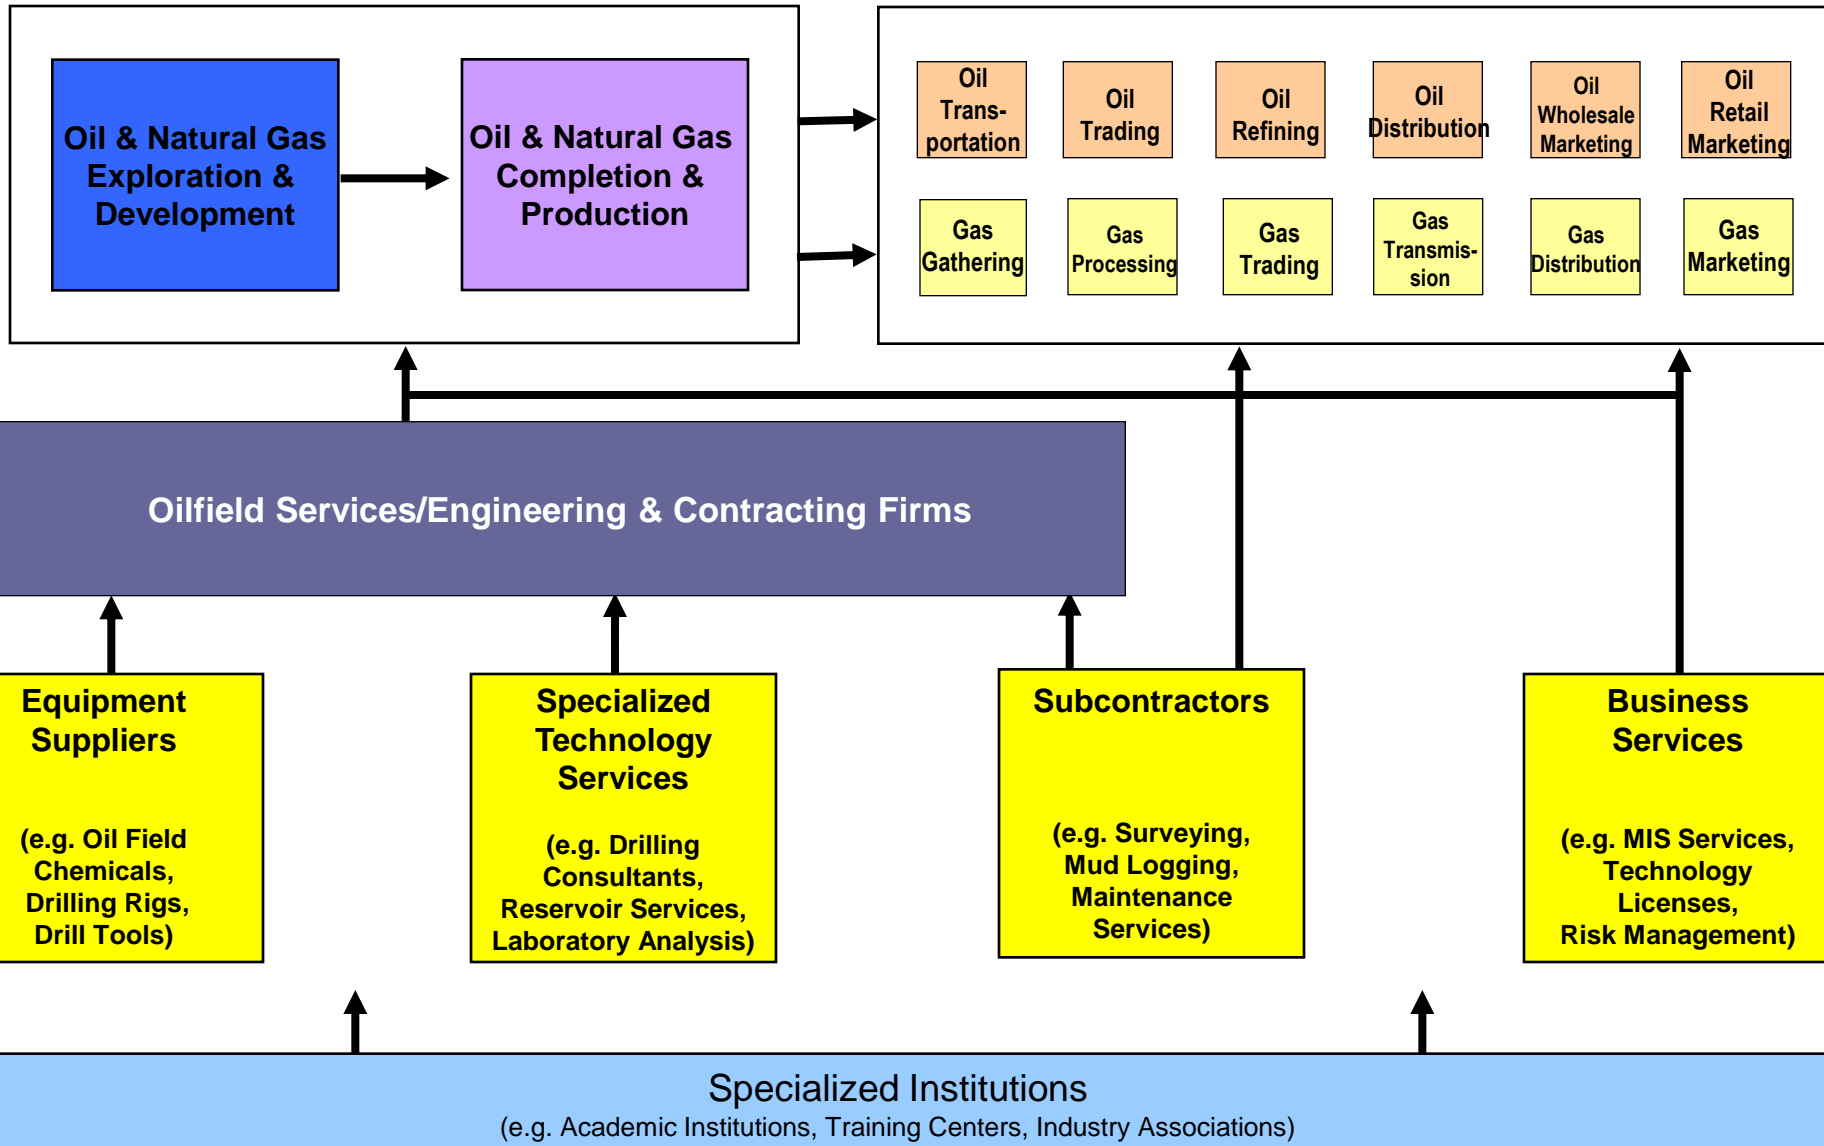 Oil & Natural Gas
Exploration &
Development
Oil & Natural Gas
Completion &
Production
Oil
Trans-
portation
Oil
Trading
Oil
Refining
Oil
Distribution
Oil
Wholesale
Marketing
Oil
Retail
Marketing
Gas
Gathering
Gas
Processing
Gas
Trading
Gas
Transmis-
sion
Gas
Distribution
Gas
Marketing
Oilfield Services/Engineering & Contracting Firms
Equipment
Suppliers
(e.g. Oil Field
Chemicals,
Drilling Rigs,
Drill Tools)
Specialized
Technology
Services
(e.g. Drilling
Consultants,
Reservoir Services,
Laboratory Analysis)
Subcontractors
(e.g. Surveying,
Mud Logging,
Maintenance
Services)
Business
Services
(e.g. MIS Services,
Technology
Licenses,
Risk Management)
Specialized Institutions
(e.g. Academic Institutions, Training Centers, Industry Associations)